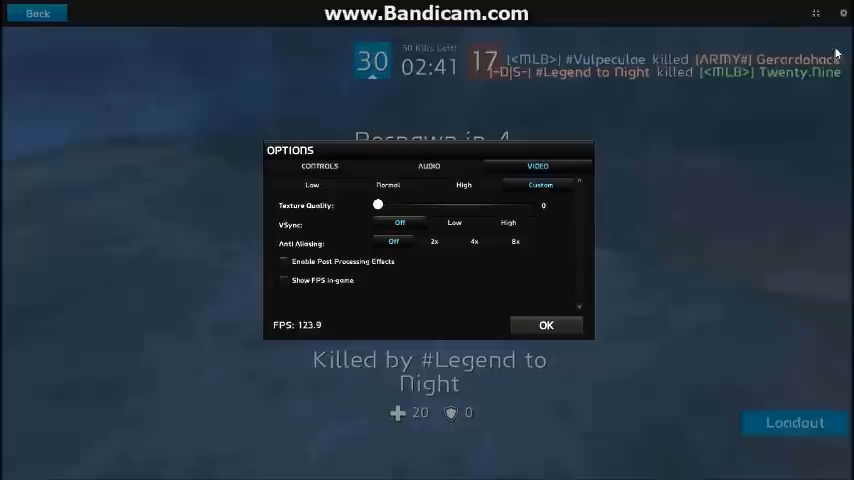 www.Bandicam.com
Back
50 Kills Left!
30 02:41 17
[<MLB>] #Vulpeculae killed [ARMY#] Gerardohack
[~D|S~] #Legend to Night killed [<MLB>] Twenty.Nine
Respawn in 4
OPTIONS
CONTROLS AUDIO VIDEO
Low Normal High Custom
Texture Quality: 0
VSync: Off Low High
Anti Aliasing: Off 2x 4x 8x
Enable Post Processing Effects
Show FPS in-game
FPS: 123.9 OK
Killed by #Legend to
Night
20 0
Loadout